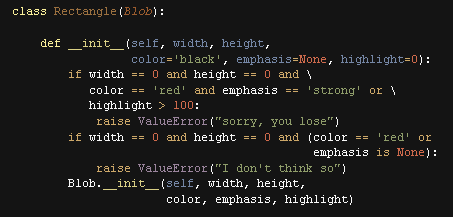 class Rectangle(Blob):

    def __init__(self, width, height,
                 color='black', emphasis=None, highlight=0):
        if width == 0 and height == 0 and \
           color == 'red' and emphasis == 'strong' or \
           highlight > 100:
            raise ValueError("sorry, you lose")
        if width == 0 and height == 0 and (color == 'red' or
                                           emphasis is None):
            raise ValueError("I don't think so")
        Blob.__init__(self, width, height,
                      color, emphasis, highlight)